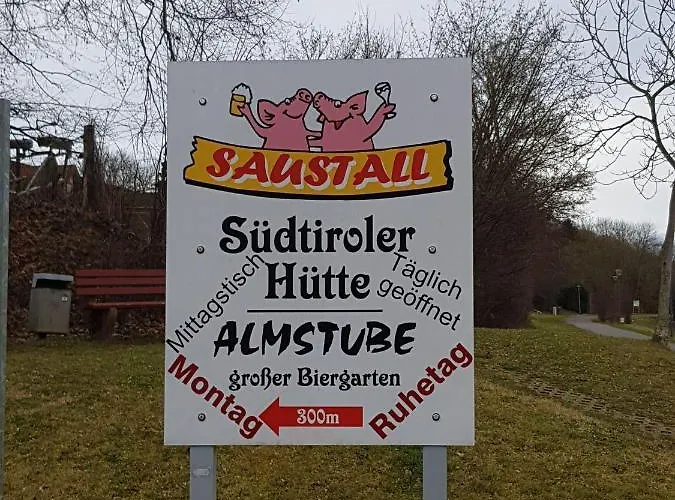 SAUSTALL
Südtiroler
Hütte
Mittagstisch
Täglich
geöffnet
ALMSTUBE
großer Biergarten
Montag
Ruhetag
300m